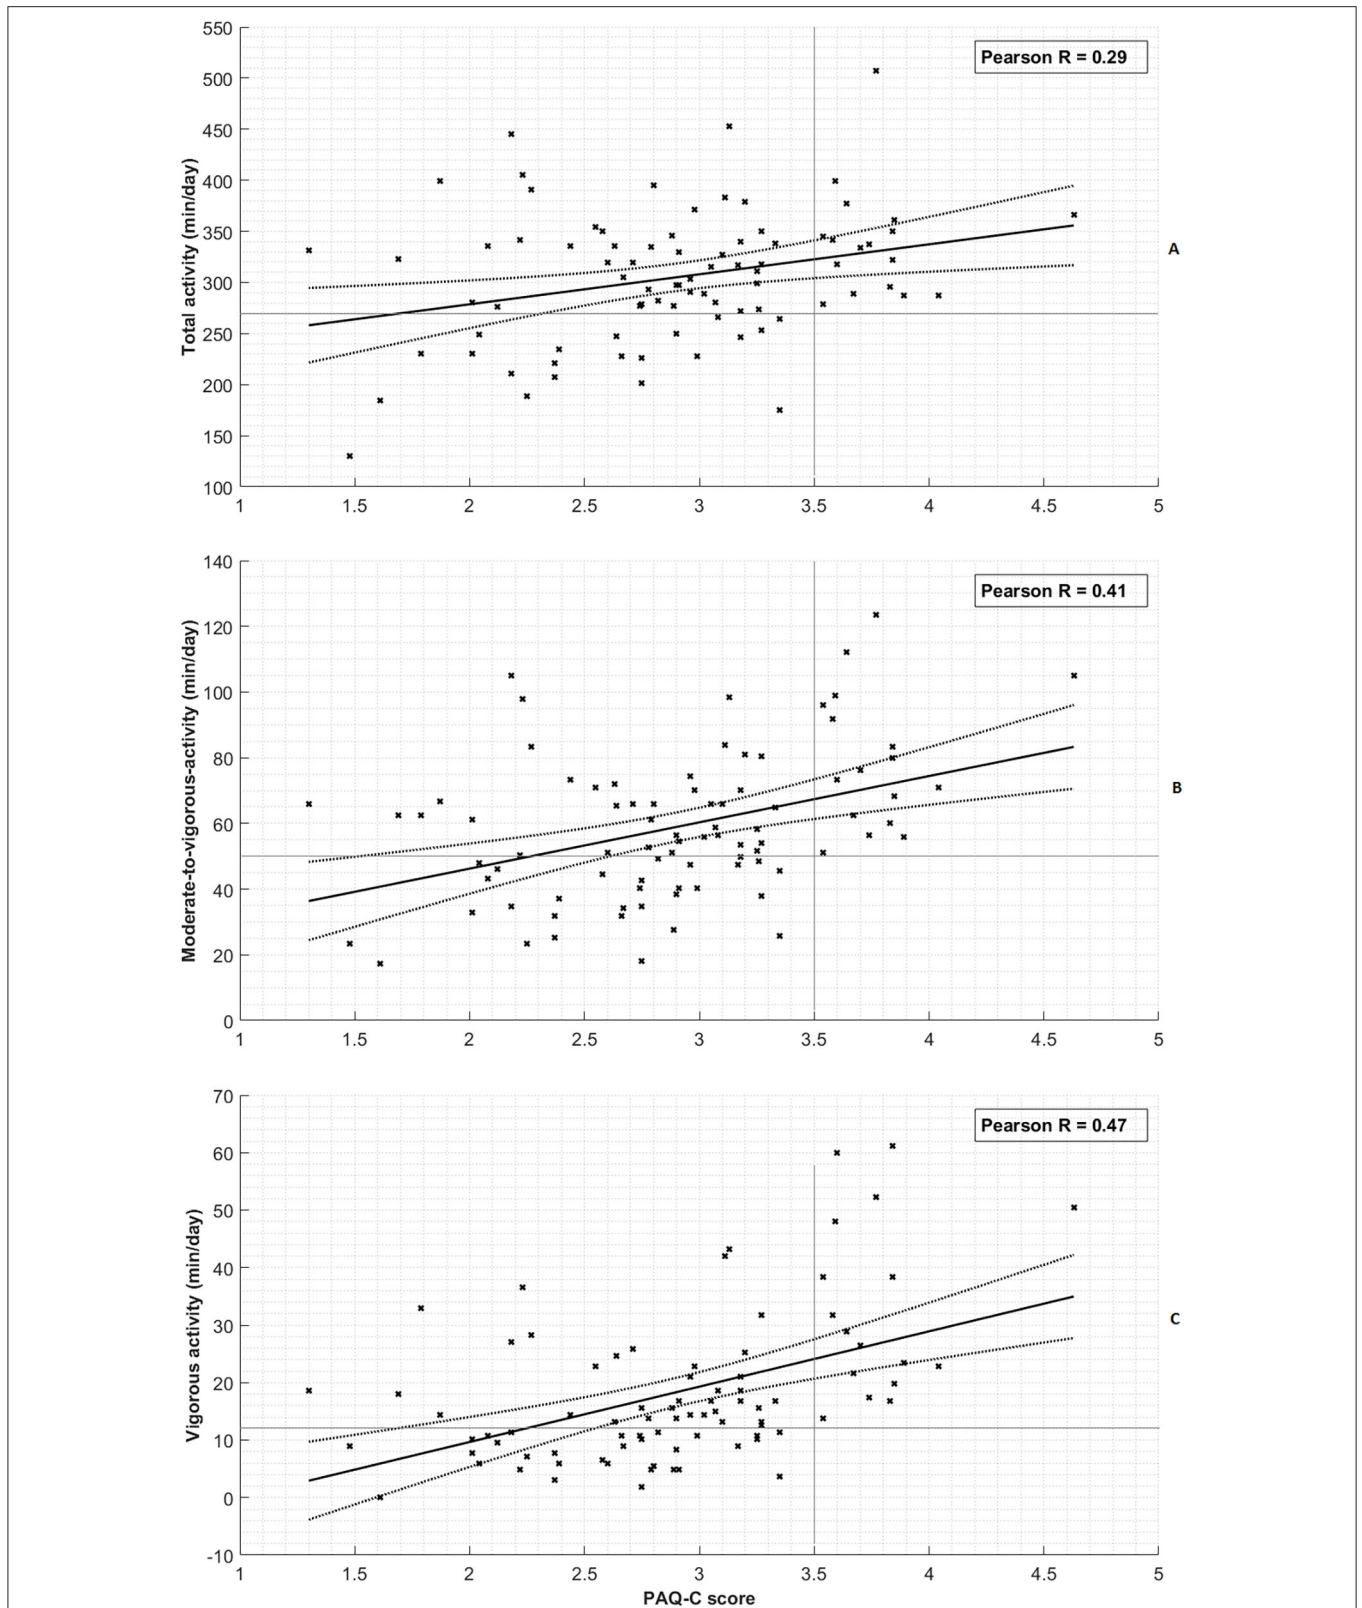 550
Pearson R = 0.29
500
450
400
350
300
250
200
150
100
Total activity (min/day)
A
1 1.5 2 2.5 3 3.5 4 4.5 5
140
Pearson R = 0.41
120
100
80
60
40
20
0
Moderate-to-vigorous-activity (min/day)
B
1 1.5 2 2.5 3 3.5 4 4.5 5
70
Pearson R = 0.47
60
50
40
30
20
10
0
-10
Vigorous activity (min/day)
C
1 1.5 2 2.5 3 3.5 4 4.5 5
PAQ-C score